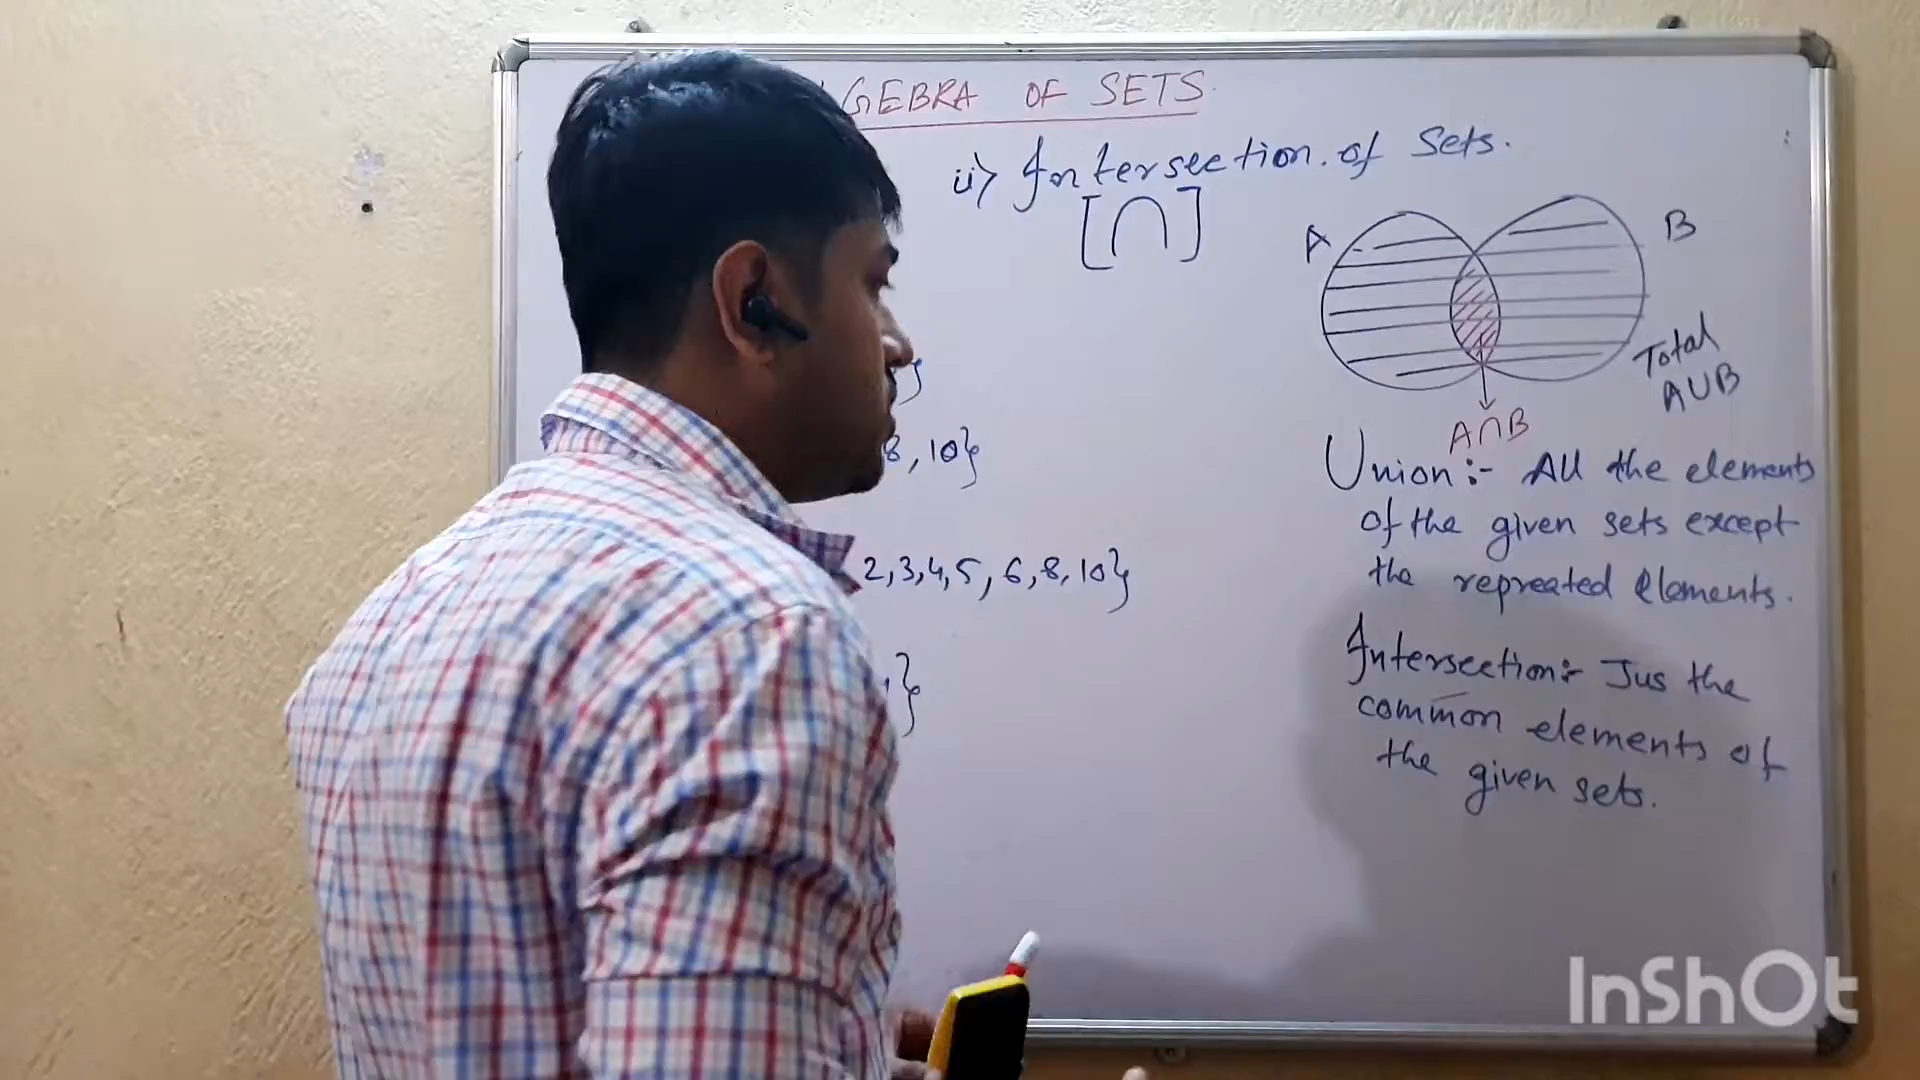 GEBRA OF SETS
ii> Intersection of Sets.
[∩]
A
B
}
8, 10}
2,3,4,5, 6,8,10}
}
Total
A∪B
A∩B
Union :- All the elements
of the given sets except
the repreated elements.
Intersection :- Jus the
common elements of
the given sets.
InShOt